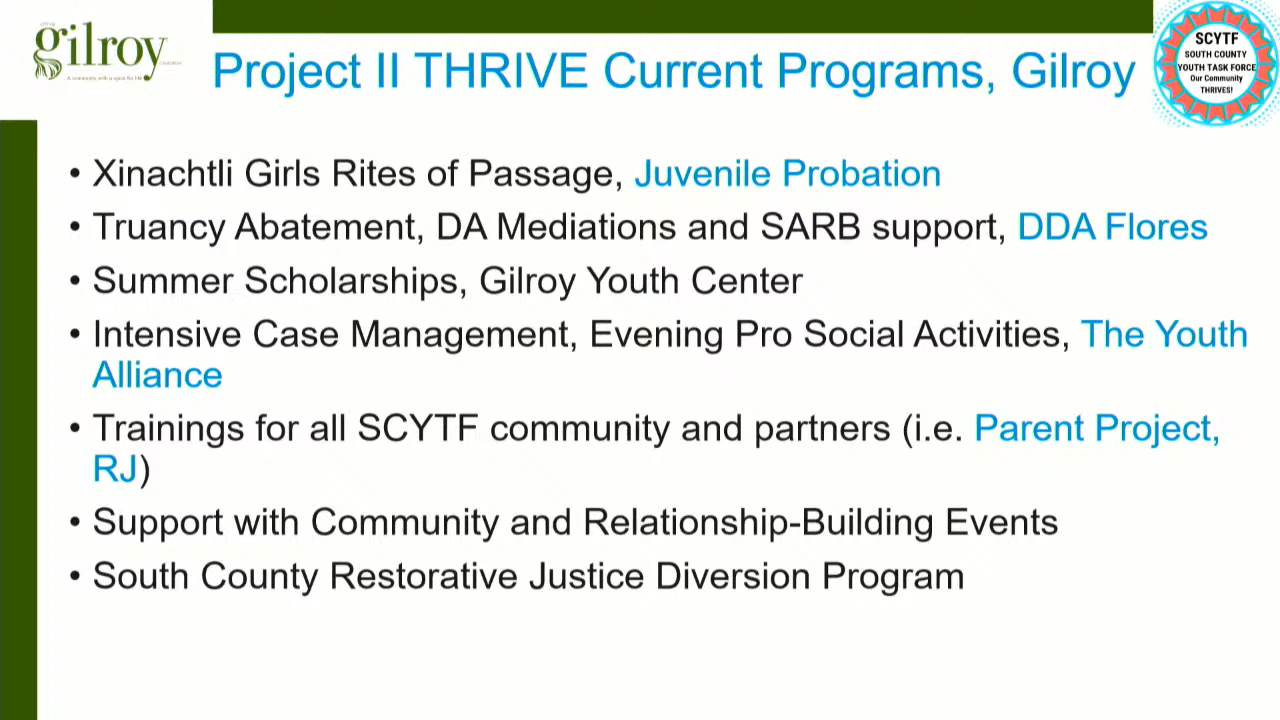 gilroy
Project II THRIVE Current Programs, Gilroy
SCYTF
SOUTH COUNTY
YOUTH TASK FORCE
Our Community
THRIVES!
• Xinachtli Girls Rites of Passage, Juvenile Probation
• Truancy Abatement, DA Mediations and SARB support, DDA Flores
• Summer Scholarships, Gilroy Youth Center
• Intensive Case Management, Evening Pro Social Activities, The Youth
Alliance
• Trainings for all SCYTF community and partners (i.e. Parent Project,
RJ)
• Support with Community and Relationship-Building Events
• South County Restorative Justice Diversion Program